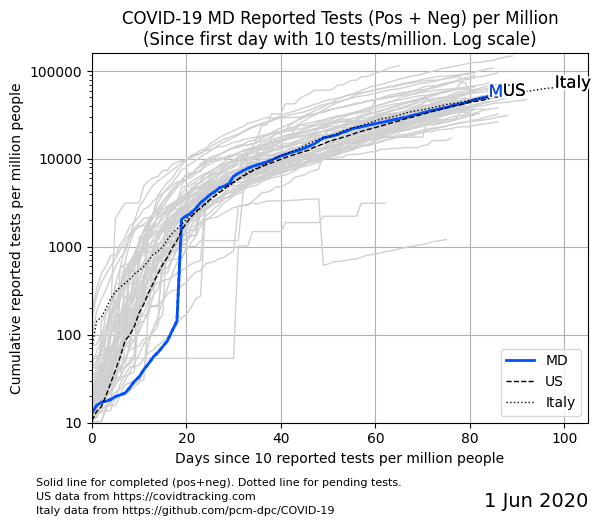 COVID-19 MD Reported Tests (Pos + Neg) per Million
(Since first day with 10 tests/million. Log scale)
Cumulative reported tests per million people
100000
10000
1000
100
10
0
20
40
60
80
100
US
Italy
MD
US
Italy
Days since 10 reported tests per million people
Solid line for completed (pos+neg). Dotted line for pending tests.
US data from https://covidtracking.com
Italy data from https://github.com/pcm-dpc/COVID-19
1 Jun 2020